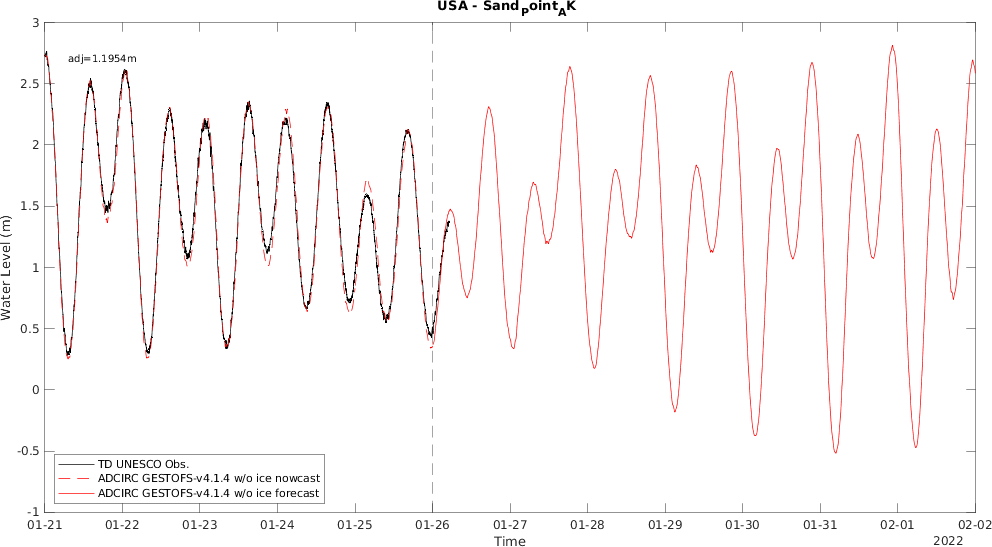 USA - Sand_Point_AK
adj=1.1954m
3
2.5
2
1.5
1
0.5
0
-0.5
-1
Water Level (m)
TD UNESCO Obs.
ADCIRC GESTOFS-v4.1.4 w/o ice nowcast
ADCIRC GESTOFS-v4.1.4 w/o ice forecast
01-21 01-22 01-23 01-24 01-25 01-26 01-27 01-28 01-29 01-30 01-31 02-01 02-02
Time
2022